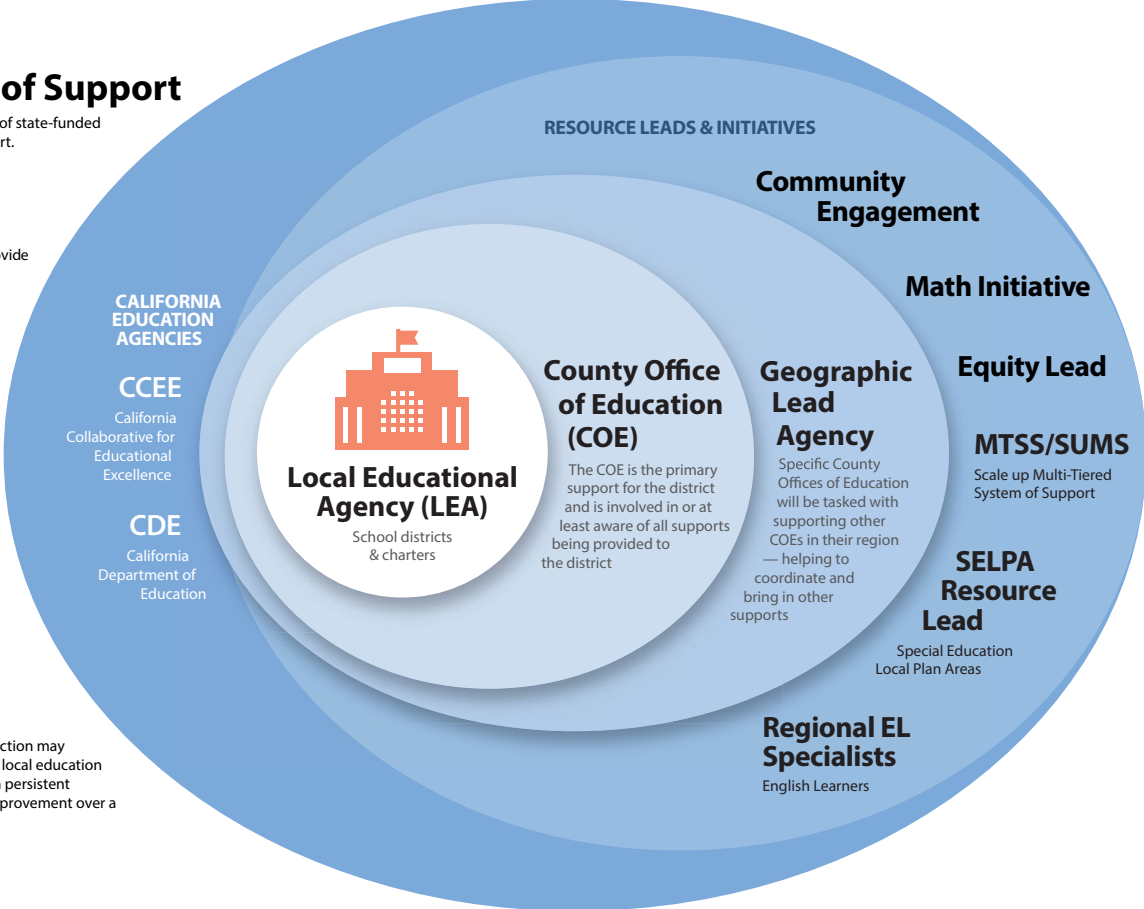 of Support
of state-funded
rt.
vide
RESOURCE LEADS & INITIATIVES
Community
Engagement
Math Initiative
Equity Lead
MTSS/SUMS
Scale up Multi-Tiered
System of Support
SELPA
Resource
Lead
Special Education
Local Plan Areas
Regional EL
Specialists
English Learners
CALIFORNIA
EDUCATION
AGENCIES
CCEE
California
Collaborative for
Educational
Excellence
CDE
California
Department of
Education
Local Educational
Agency (LEA)
School districts
& charters
County Office
of Education
(COE)
The COE is the primary
support for the district
and is involved in or at
least aware of all supports
being provided to
the district
Geographic
Lead
Agency
Specific County
Offices of Education
will be tasked with
supporting other
COEs in their region
— helping to
coordinate and
bring in other
supports
ction may
local education
persistent
provement over a